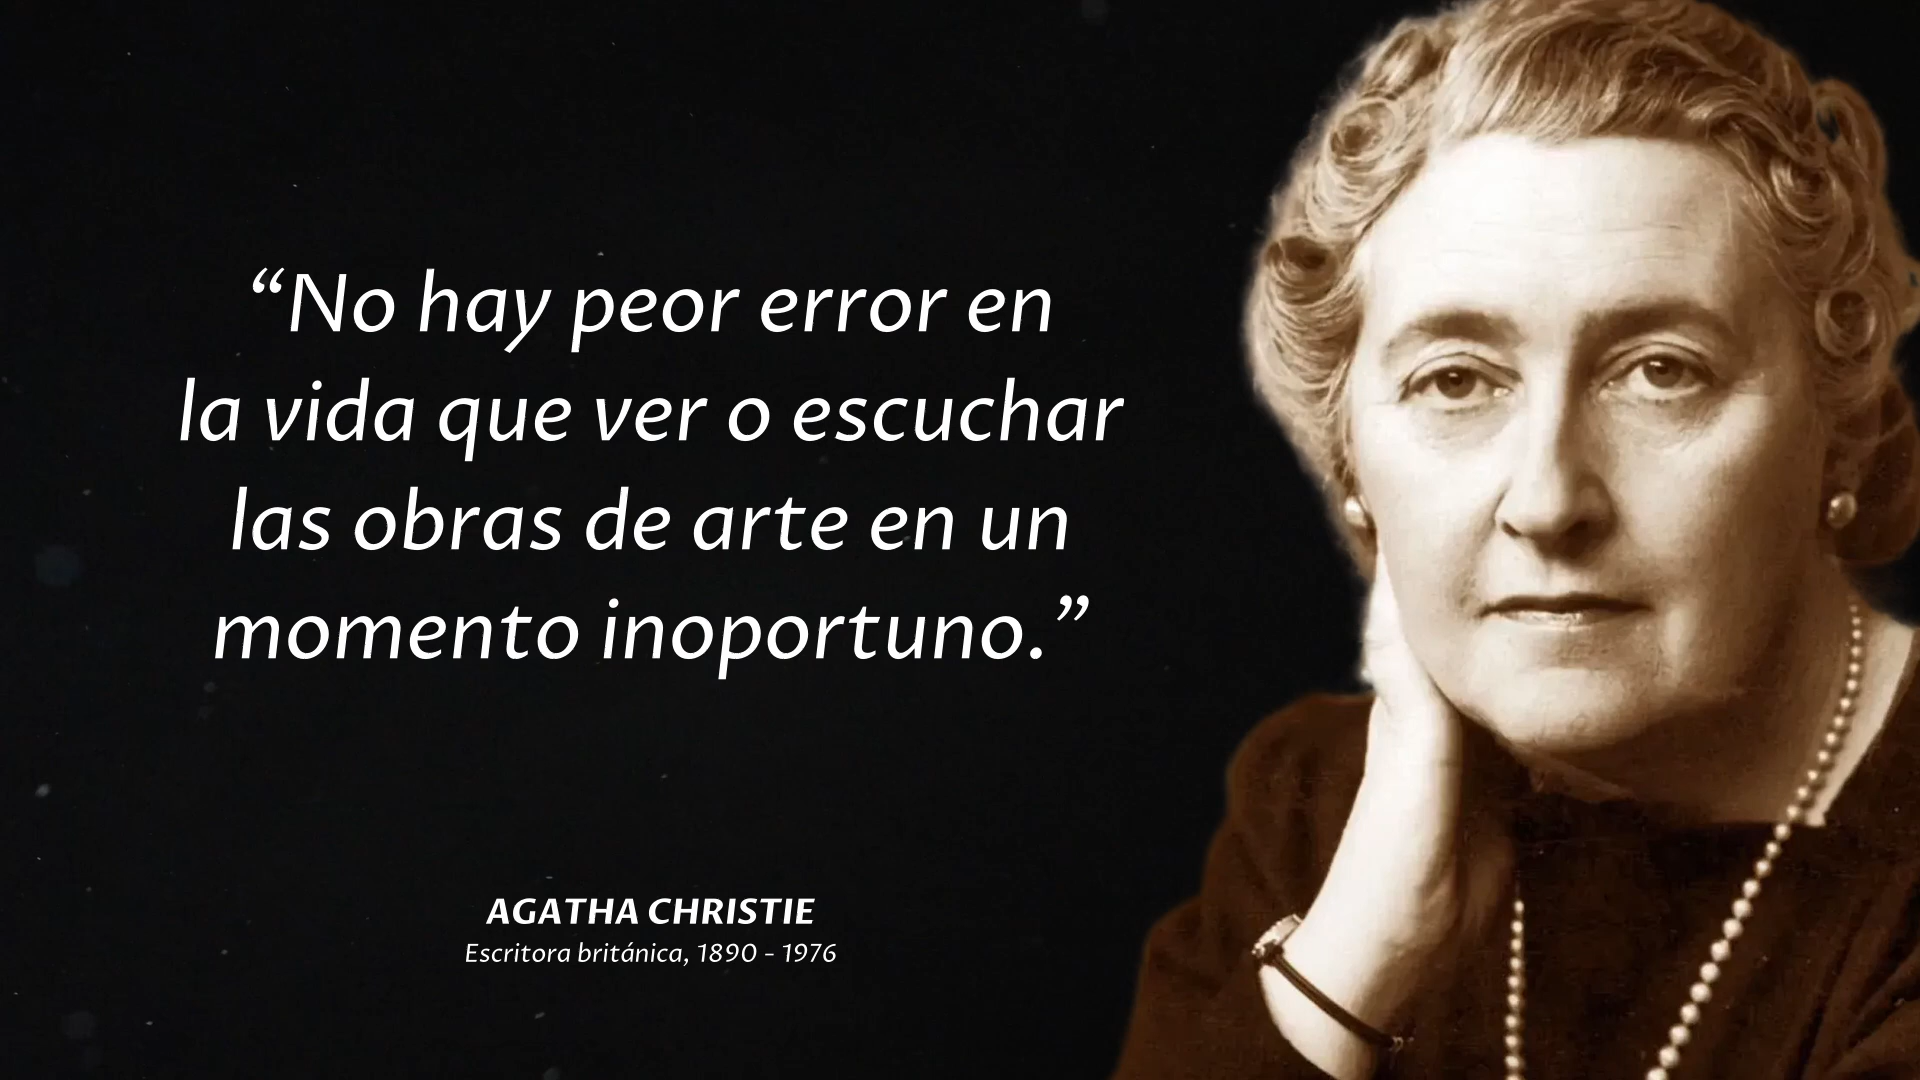 “No hay peor error en
la vida que ver o escuchar
las obras de arte en un
momento inoportuno.”
AGATHA CHRISTIE
Escritora británica, 1890 - 1976